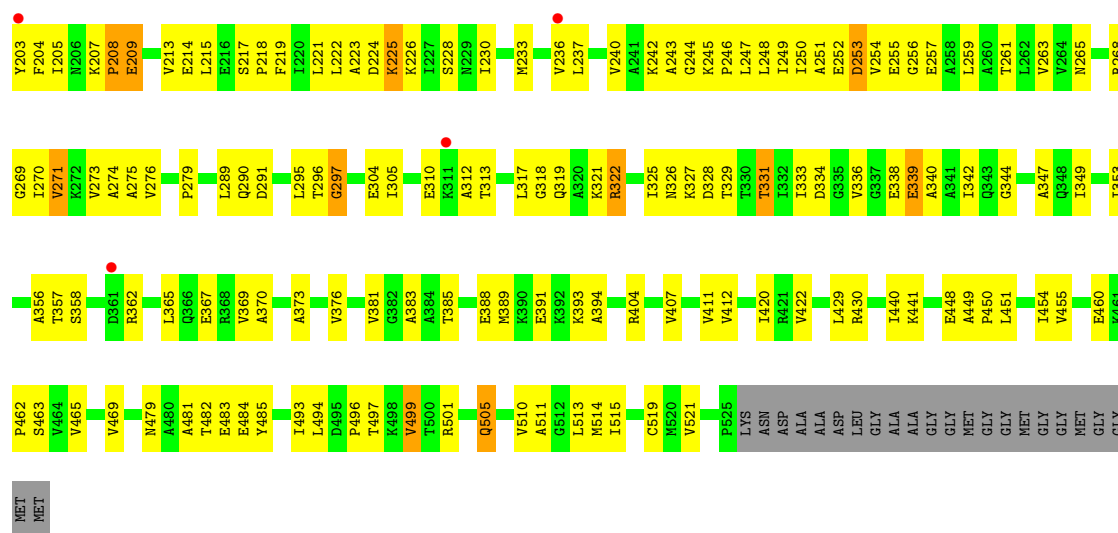 Y203 F204 I205 N206 K207 P208 E209 V213 E214 L215 E216 S217 P218 F219 I220 L221 L222 A223 D224 K225 K226 I227 S228 N229 I230 M233 V236 L237 V240 A241 K242 A243 G244 K245 P246 L247 L248 I249 I250 A251 E252 D253 V254 E255 G256 E257 A258 L259 A260 T261 L262 V263 V264 N265 R268
G269 I270 V271 K272 V273 A274 A275 V276 P279 L289 Q290 D291 L295 T296 G297 E304 I305 E310 K311 A312 T313 L317 G318 Q319 A320 K321 R322 I325 N326 K327 D328 T329 T330 T331 I332 I333 D334 G335 V336 G337 E338 E339 A340 A341 I342 Q343 G344 A347 Q348 I349 I353
A356 T357 S358 D361 R362 L365 Q366 E367 R368 V369 A370 A373 V376 V381 G382 A383 A384 T385 E388 M389 K390 E391 K392 K393 A394 R404 V407 V411 V412 I420 R421 V422 L429 R430 I440 K441 E448 A449 P450 L451 I454 V455 E460 K461
P462 S463 V464 V465 V469 N479 A480 A481 T482 E483 E484 Y485 I493 L494 D495 P496 T497 K498 V499 T500 R501 Q505 V510 A511 G512 L513 M514 I515 C519 M520 V521 P525 LYS ASN ASP ALA ALA ASP LEU GLY ALA ALA GLY GLY MET GLY GLY MET GLY GLY MET GLY GLY
MET MET